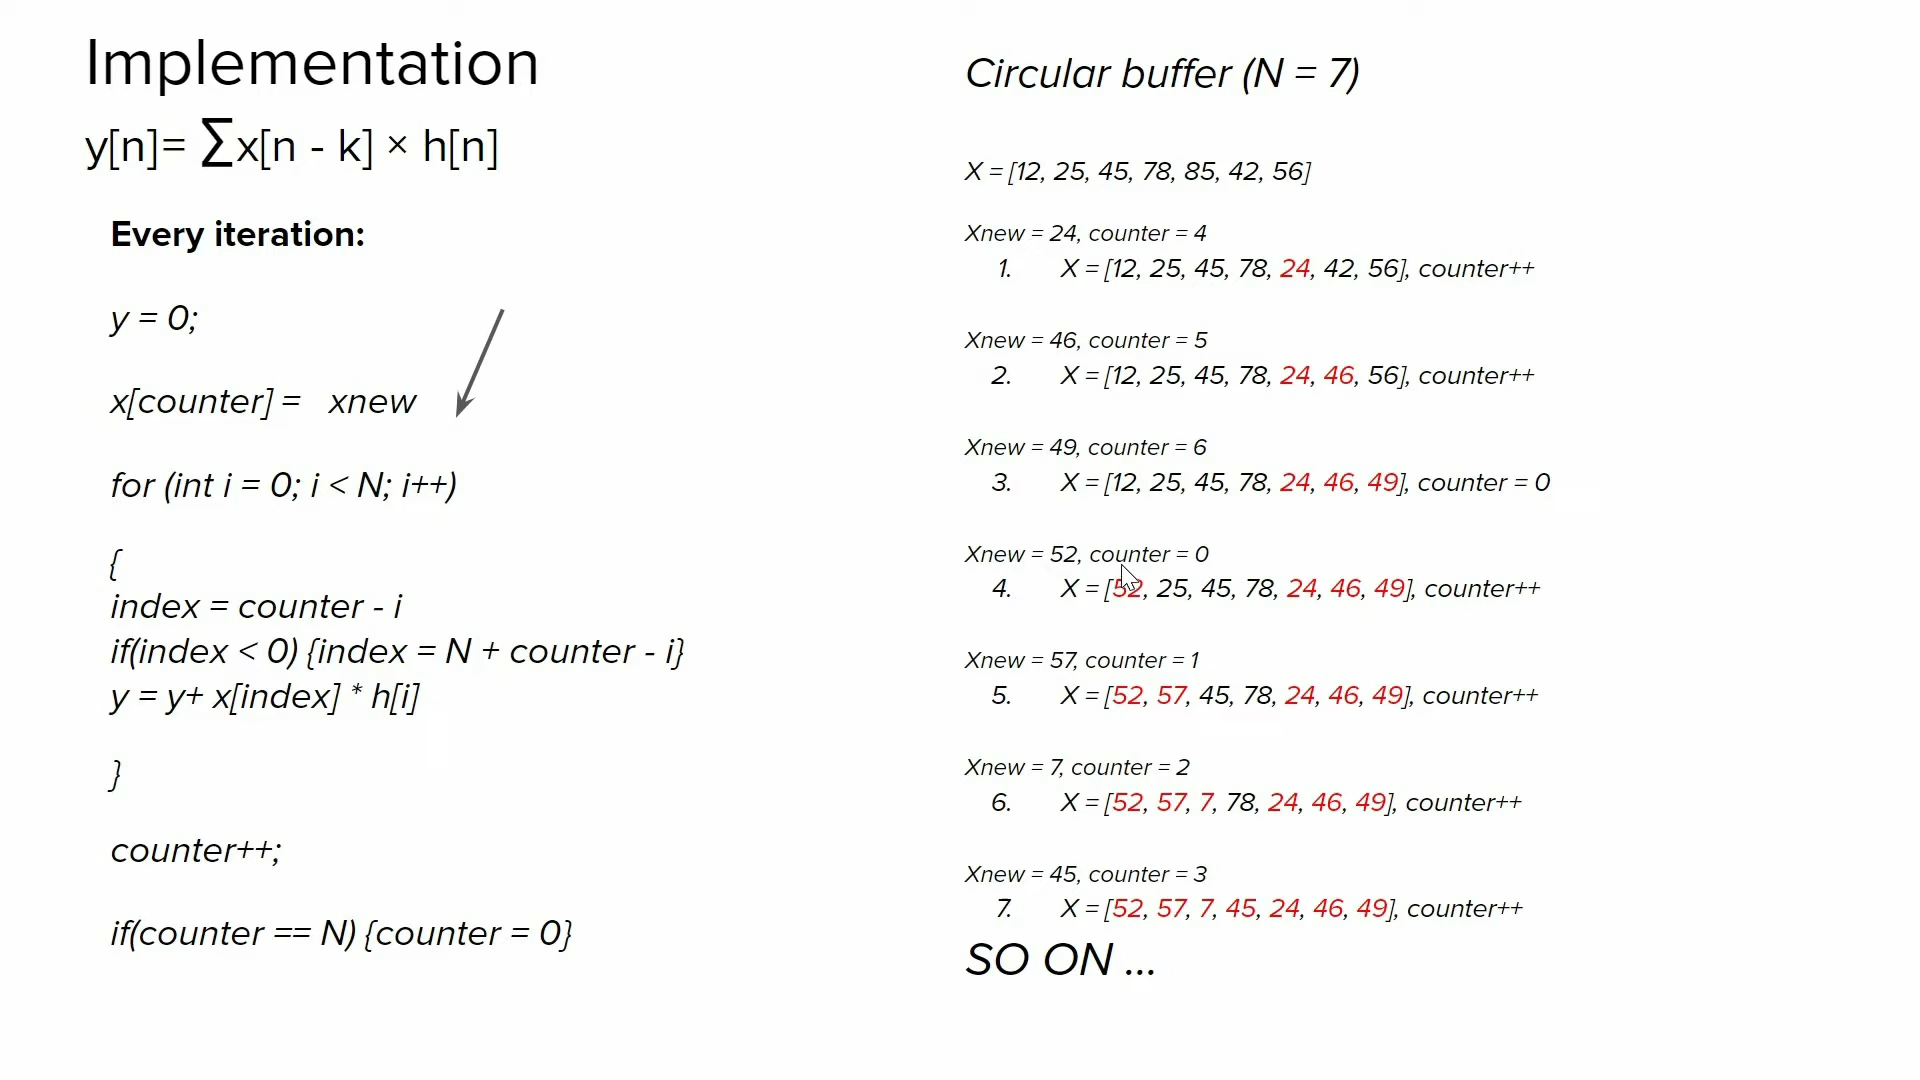 Implementation
y[n]= ∑x[n - k] × h[n]
Every iteration:
y = 0;
x[counter] = xnew
for (int i = 0; i < N; i++)
{
index = counter - i
if(index < 0) {index = N + counter - i}
y = y+ x[index] * h[i]
}
counter++;
if(counter == N) {counter = 0}
Circular buffer (N = 7)
X = [12, 25, 45, 78, 85, 42, 56]
Xnew = 24, counter = 4
1. X = [12, 25, 45, 78, 24, 42, 56], counter++
Xnew = 46, counter = 5
2. X = [12, 25, 45, 78, 24, 46, 56], counter++
Xnew = 49, counter = 6
3. X = [12, 25, 45, 78, 24, 46, 49], counter = 0
Xnew = 52, counter = 0
4. X = [52, 25, 45, 78, 24, 46, 49], counter++
Xnew = 57, counter = 1
5. X = [52, 57, 45, 78, 24, 46, 49], counter++
Xnew = 7, counter = 2
6. X = [52, 57, 7, 78, 24, 46, 49], counter++
Xnew = 45, counter = 3
7. X = [52, 57, 7, 45, 24, 46, 49], counter++
SO ON ...